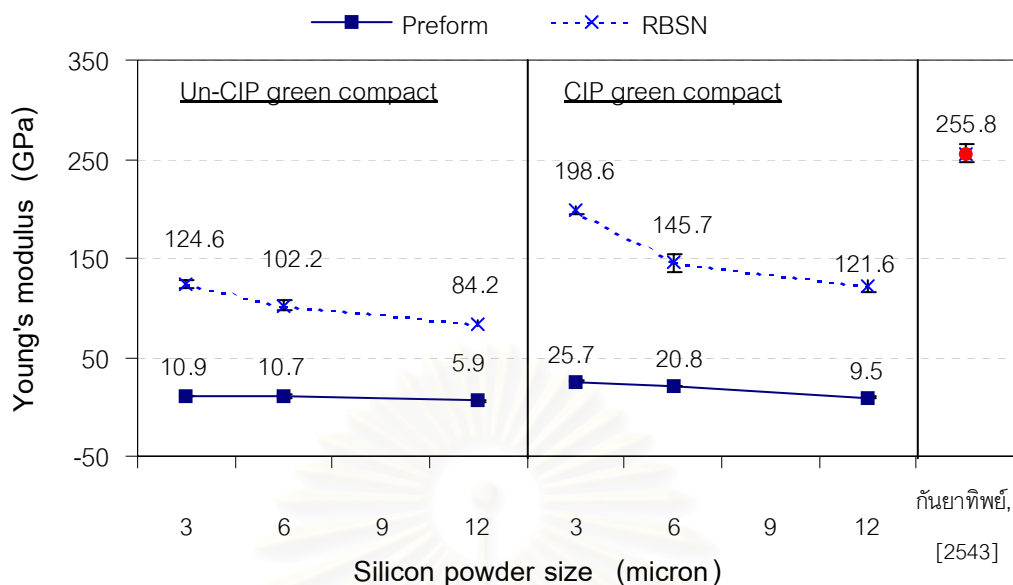 Preform RBSN
350
250
150
50
-50
Young's modulus (GPa)
Un-CIP green compact
CIP green compact
124.6
102.2
84.2
10.9
10.7
5.9
198.6
145.7
121.6
25.7
20.8
9.5
255.8
3 6 9 12 3 6 9 12
กันยาทิพย์,
[2543]
Silicon powder size (micron)